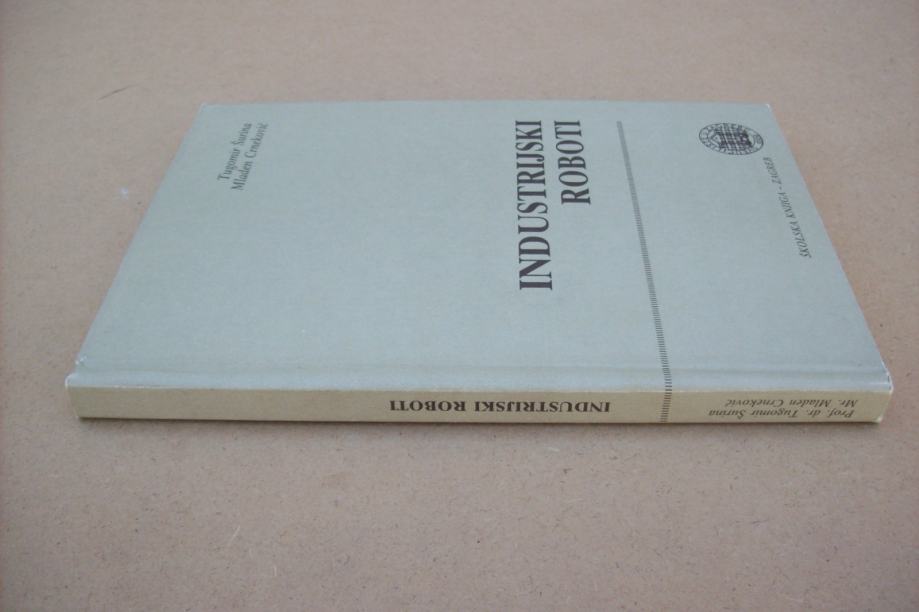 Tugomir Šurina
Mladen Crneković
INDUSTRIJSKI
ROBOTI
ŠKOLSKA KNJIGA – ZAGREB
INDUSTRIJSKI ROBOTI
Prof. dr. Tugomir Šurina
Mr. Mladen Crneković